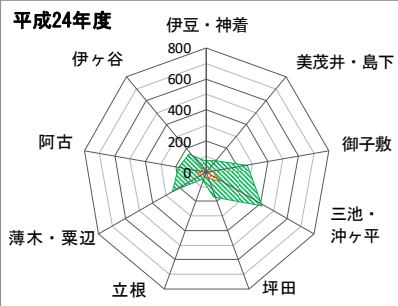 平成24年度
伊豆・神着
美茂井・島下
御子敷
三池・
沖ヶ平
坪田
立根
薄木・粟辺
阿古
伊ヶ谷
800
600
400
200
0